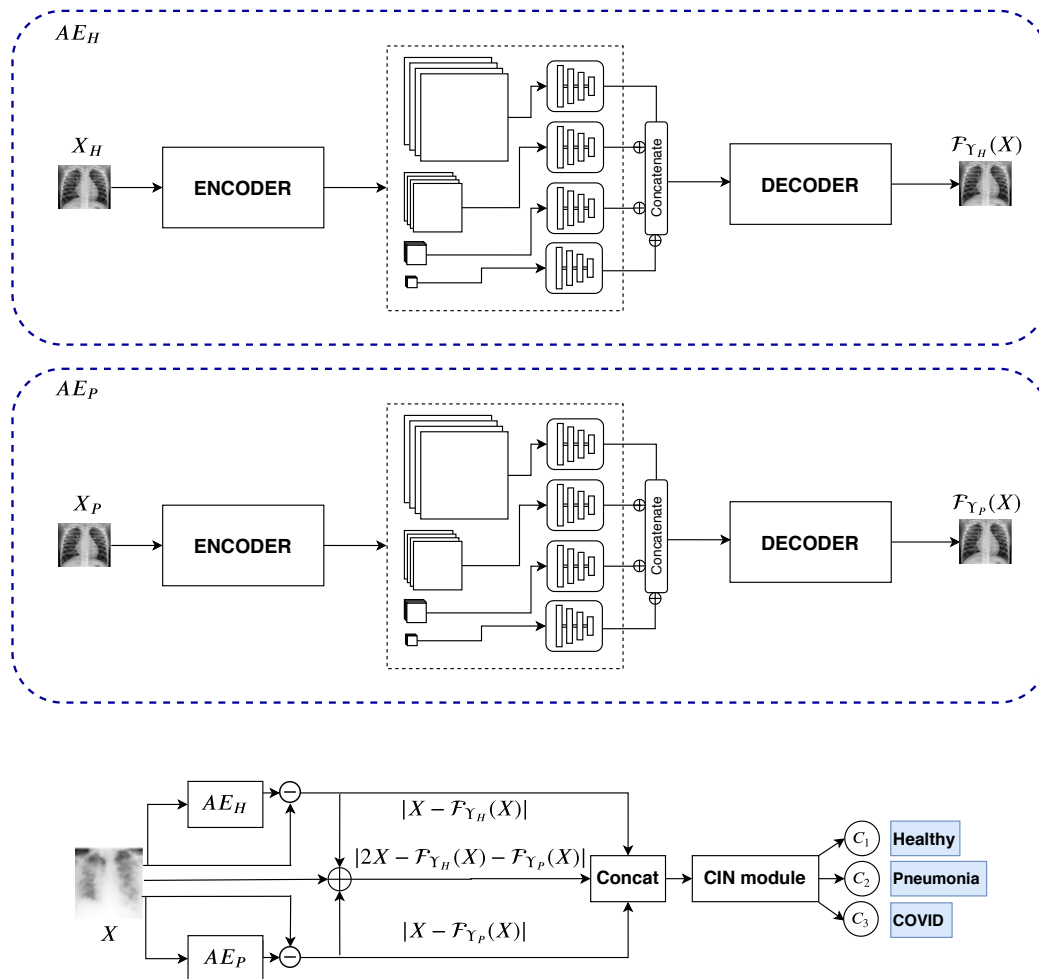 AE_H
X_H
ENCODER
Concatenate
DECODER
ℱ_{ϒ_H}(X)
AE_P
X_P
ENCODER
Concatenate
DECODER
ℱ_{ϒ_P}(X)
AE_H
|X − ℱ_{ϒ_H}(X)|
|2X − ℱ_{ϒ_H}(X) − ℱ_{ϒ_P}(X)|
|X − ℱ_{ϒ_P}(X)|
X
AE_P
Concat
CIN module
C_1 Healthy
C_2 Pneumonia
C_3 COVID